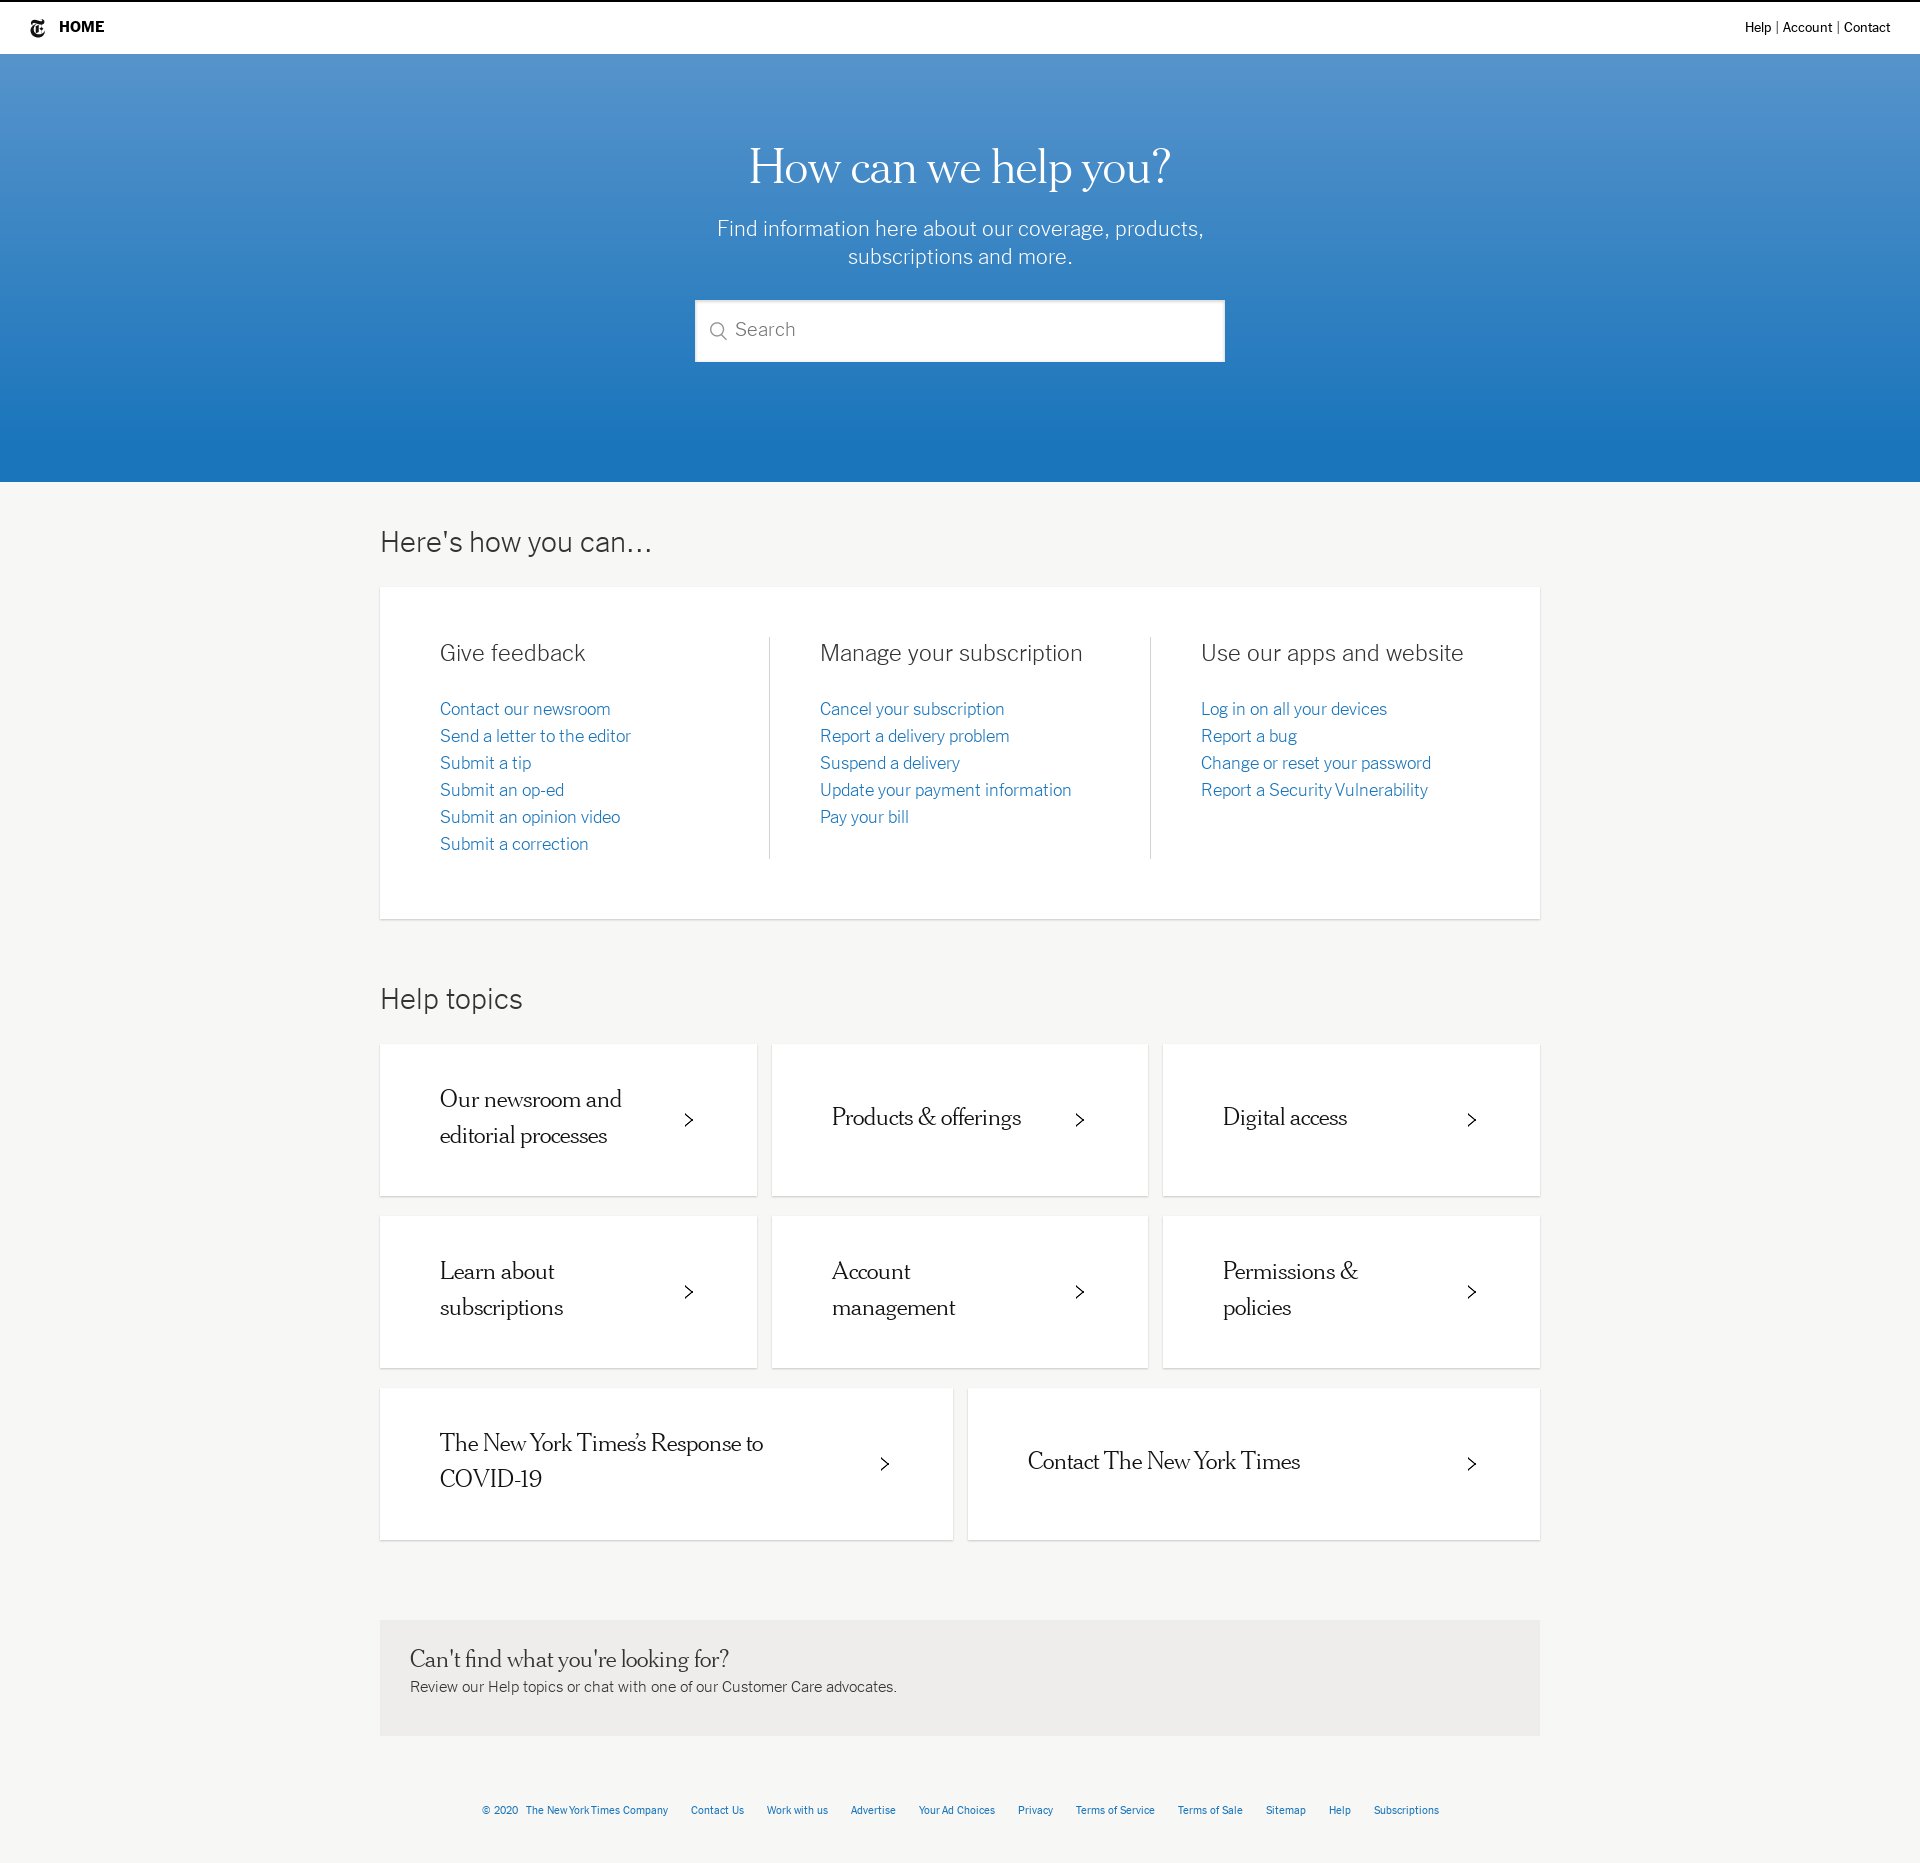 HOME
Help | Account | Contact
How can we help you?
Find information here about our coverage, products,
subscriptions and more.
Search
Here's how you can...
Give feedback
Contact our newsroom
Send a letter to the editor
Submit a tip
Submit an op-ed
Submit an opinion video
Submit a correction
Manage your subscription
Cancel your subscription
Report a delivery problem
Suspend a delivery
Update your payment information
Pay your bill
Use our apps and website
Log in on all your devices
Report a bug
Change or reset your password
Report a Security Vulnerability
Help topics
Our newsroom and
editorial processes
Products & offerings
Digital access
Learn about
subscriptions
Account
management
Permissions &
policies
The New York Times’s Response to
COVID-19
Contact The New York Times
Can't find what you're looking for?
Review our Help topics or chat with one of our Customer Care advocates.
© 2020 The New York Times Company Contact Us Work with us Advertise Your Ad Choices Privacy Terms of Service Terms of Sale Sitemap Help Subscriptions